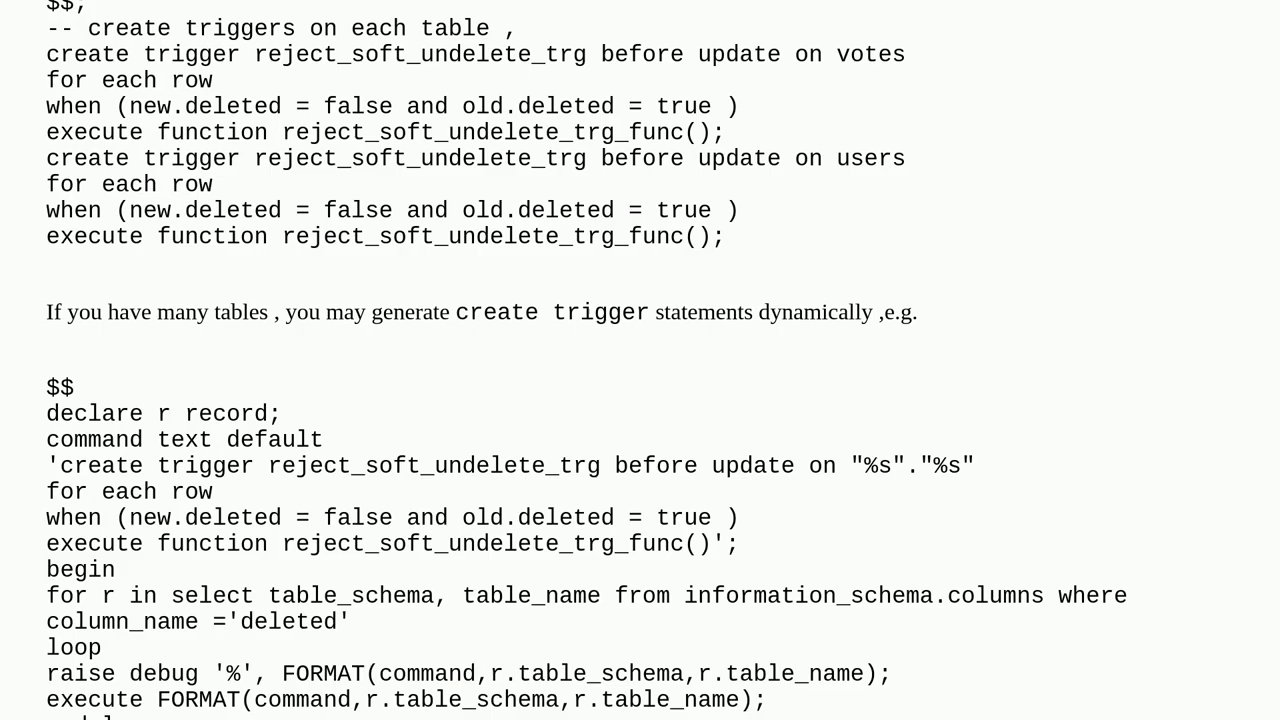 $$;
-- create triggers on each table ,
create trigger reject_soft_undelete_trg before update on votes
for each row
when (new.deleted = false and old.deleted = true )
execute function reject_soft_undelete_trg_func();
create trigger reject_soft_undelete_trg before update on users
for each row
when (new.deleted = false and old.deleted = true )
execute function reject_soft_undelete_trg_func();
If you have many tables , you may generate create trigger statements dynamically ,e.g.
$$
declare r record;
command text default
'create trigger reject_soft_undelete_trg before update on "%s"."%s"
for each row
when (new.deleted = false and old.deleted = true )
execute function reject_soft_undelete_trg_func()';
begin
for r in select table_schema, table_name from information_schema.columns where
column_name ='deleted'
loop
raise debug '%', FORMAT(command,r.table_schema,r.table_name);
execute FORMAT(command,r.table_schema,r.table_name);